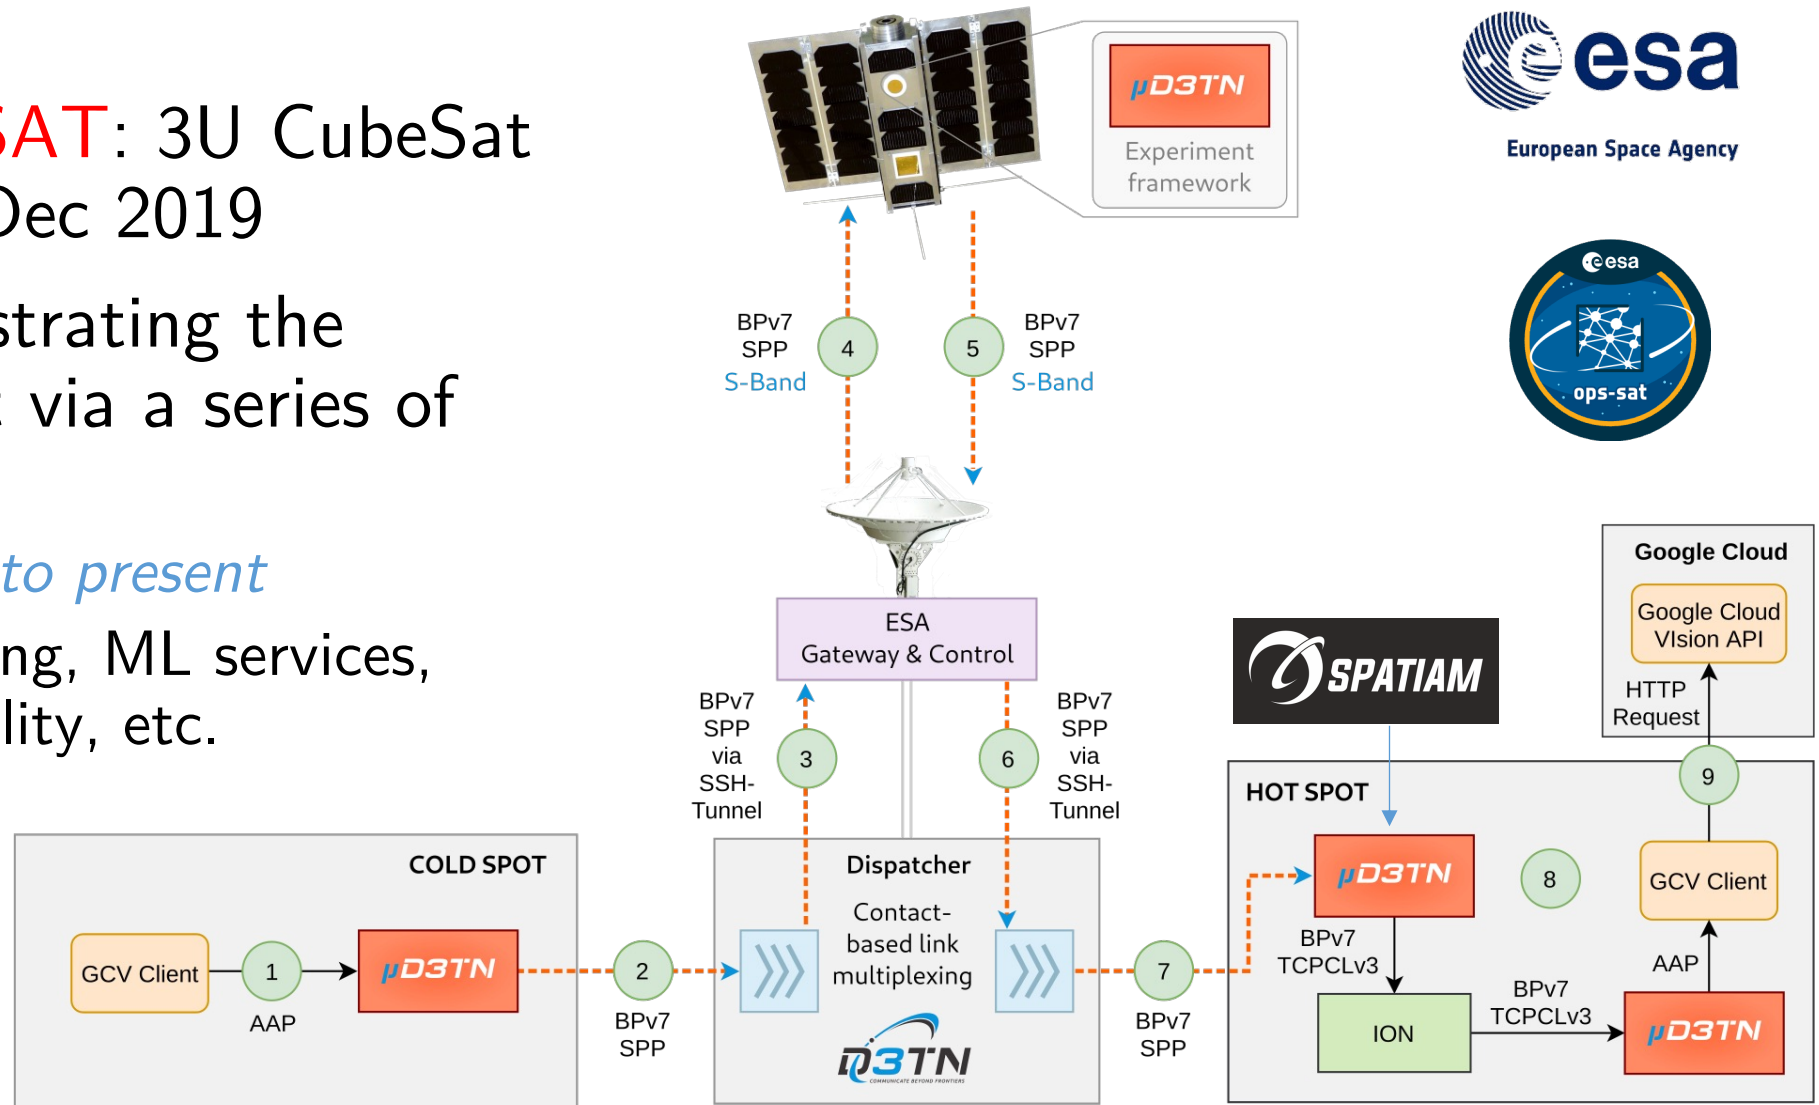 SAT: 3U CubeSat
Dec 2019
strating the
via a series of
to present
ng, ML services,
lity, etc.
µD3TN
Experiment
framework
esa
European Space Agency
esa
ops-sat
BPv7
SPP
S-Band
4
5
BPv7
SPP
S-Band
ESA
Gateway & Control
BPv7
SPP
via
SSH-
Tunnel
3
6
BPv7
SPP
via
SSH-
Tunnel
SPATIAM
Google Cloud
Google Cloud
VIsion API
HTTP
Request
9
COLD SPOT
GCV Client
1
AAP
µD3TN
2
BPv7
SPP
Dispatcher
Contact-
based link
multiplexing
D3TN
COMMUNICATE BEYOND FRONTIERS
7
BPv7
SPP
HOT SPOT
µD3TN
8
GCV Client
BPv7
TCPCLv3
AAP
ION
BPv7
TCPCLv3
µD3TN